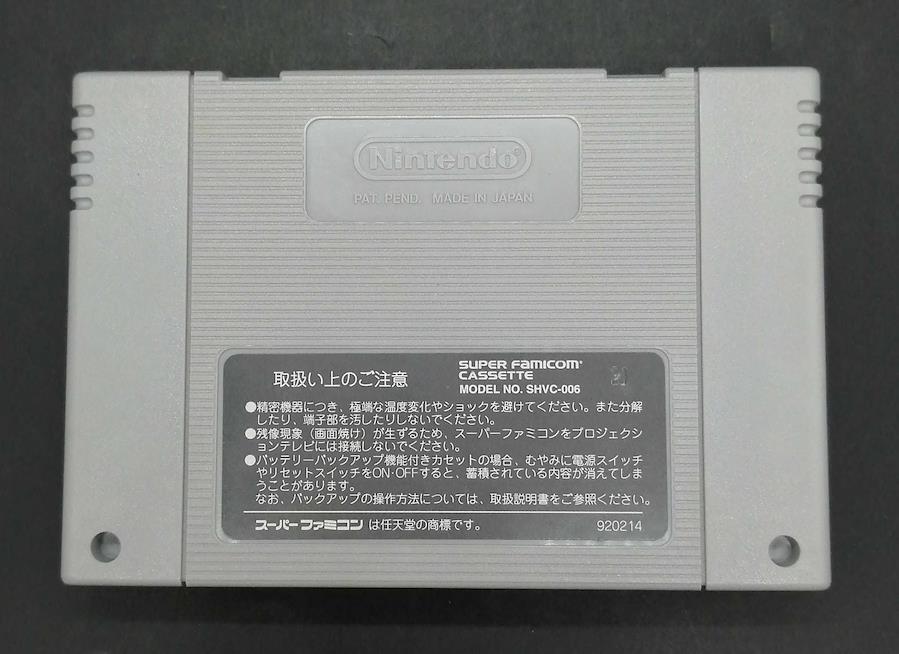 Nintendo®
PAT. PEND. MADE IN JAPAN
取扱い上のご注意
SUPER FAMICOM®
CASSETTE
MODEL NO. SHVC-006
●精密機器につき、極端な温度変化やショックを避けてください。また分解
したり、端子部を汚したりしないでください。
●残像現象（画面焼け）が生ずるため、スーパーファミコンをプロジェクシ
ョンテレビには接続しないでください。
●バッテリーバックアップ機能付きカセットの場合、むやみに電源スイッチ
やリセットスイッチをON·OFFすると、蓄積されている内容が消えてしま
うことがあります。
なお、バックアップの操作方法については、取扱説明書をご参照ください。
スーパーファミコン は任天堂の商標です。
920214